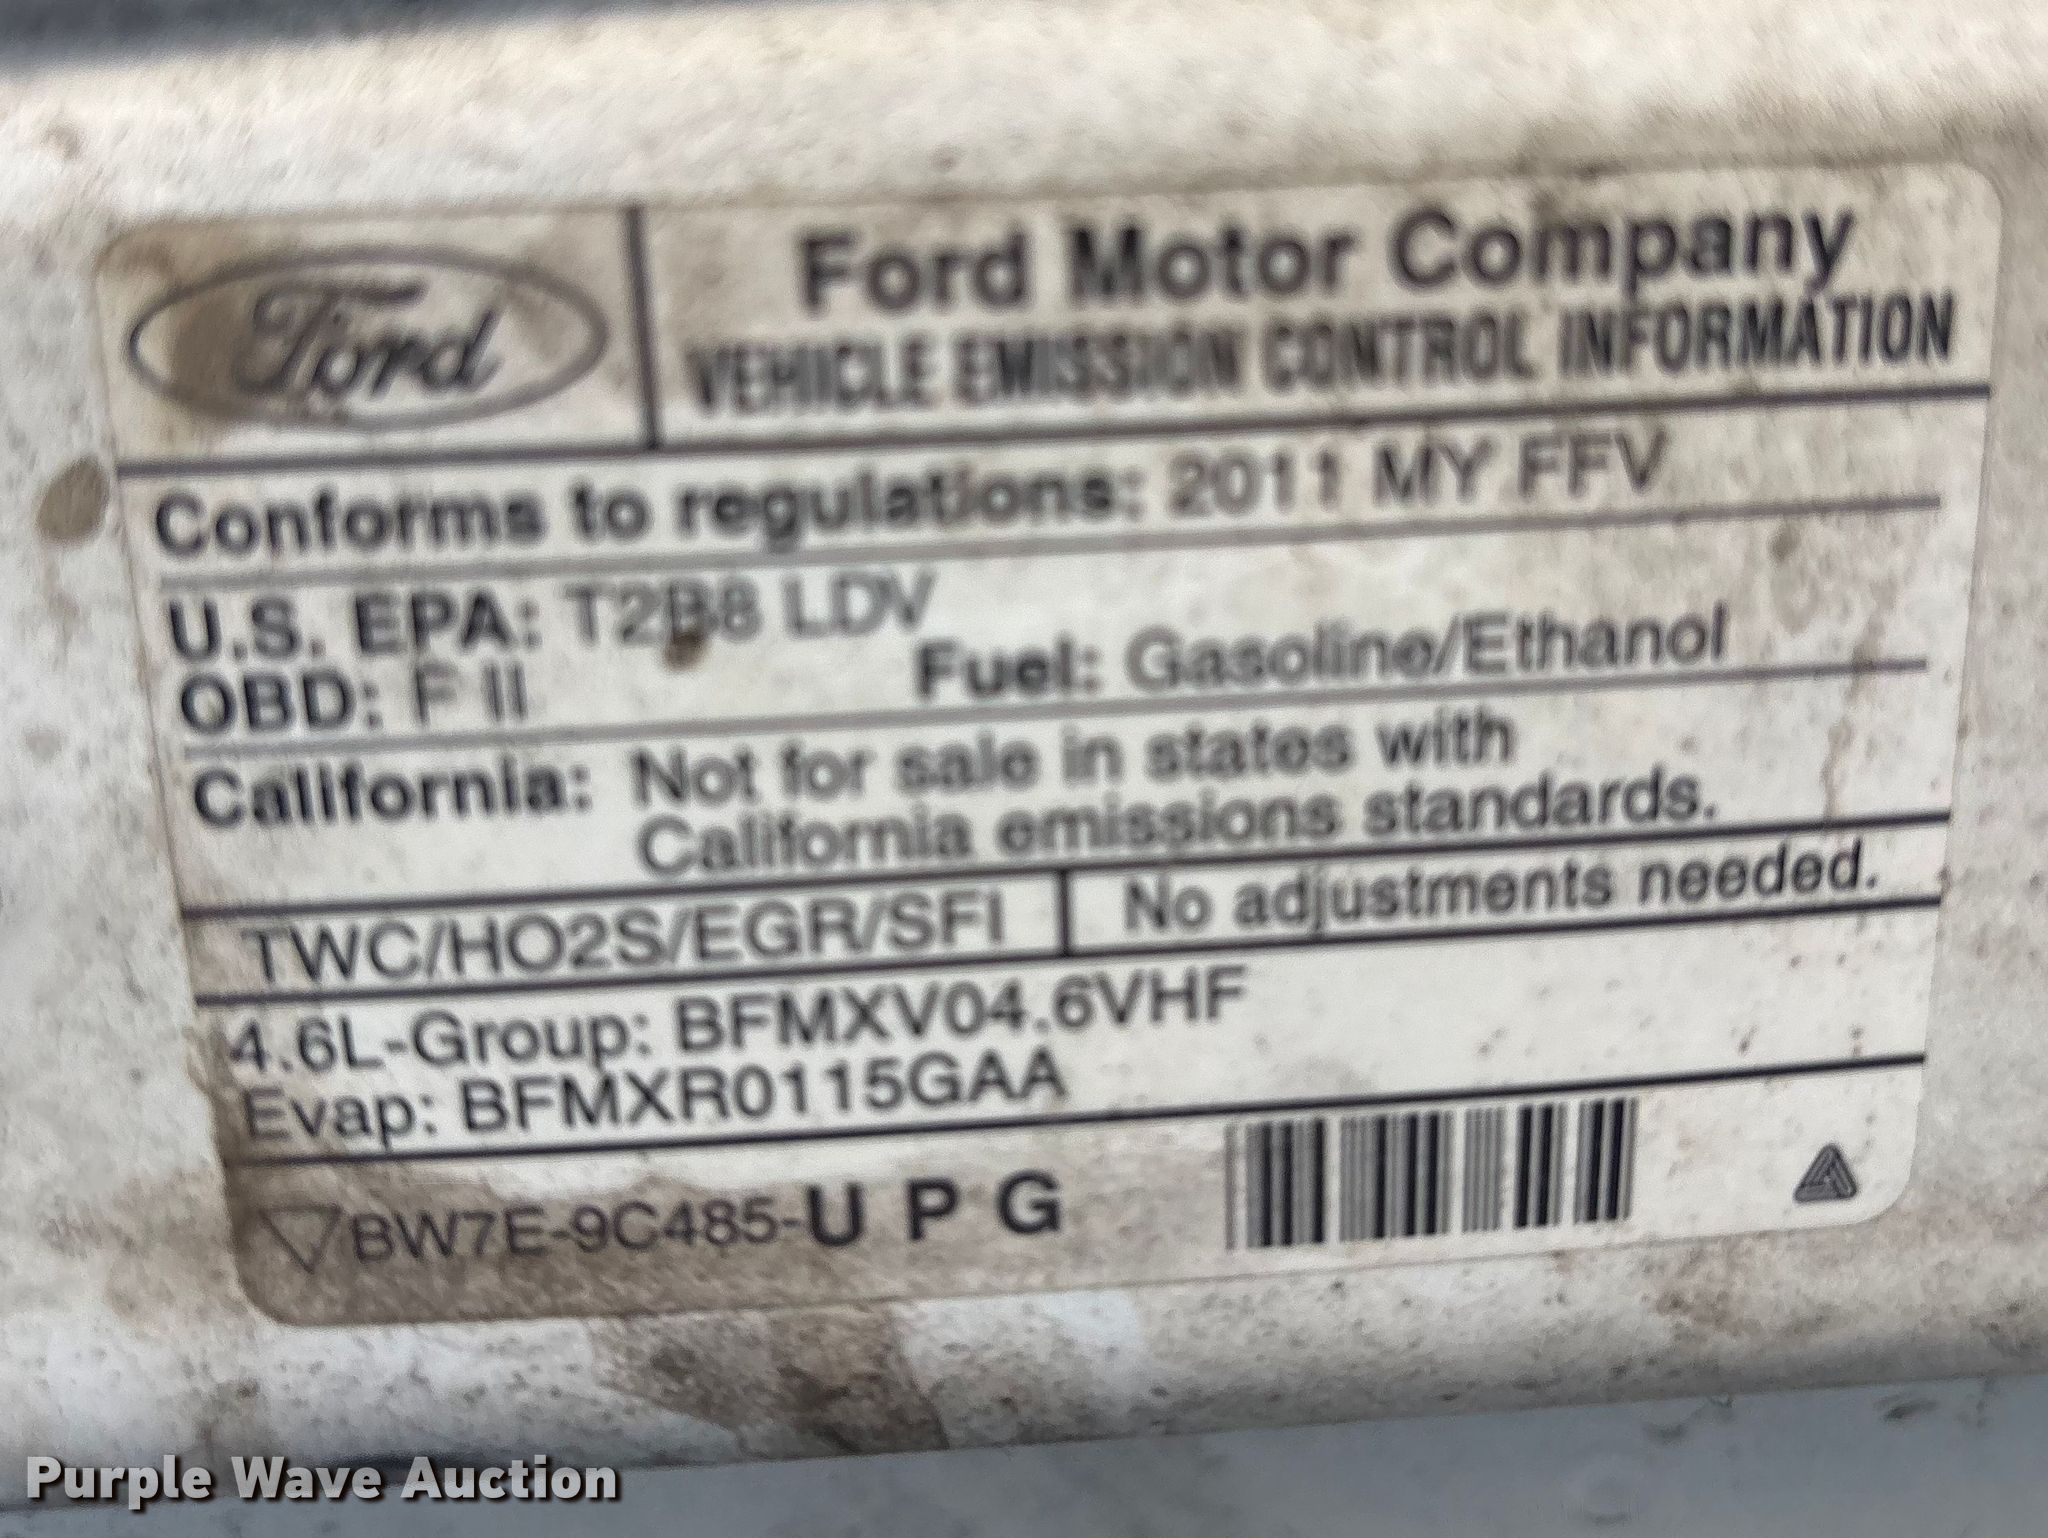 Ford
Ford Motor Company
VEHICLE EMISSION CONTROL INFORMATION
Conforms to regulations: 2011 MY FFV
U.S. EPA: T2B8 LDV
OBD: F II
Fuel: Gasoline/Ethanol
California: Not for sale in states with
California emissions standards.
TWC/HO2S/EGR/SFI
No adjustments needed.
4.6L-Group: BFMXV04.6VHF
Evap: BFMXR0115GAA
BW7E-9C485-U P G
Purple Wave Auction